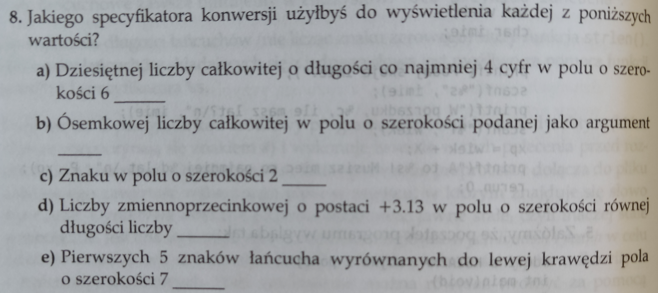 8. Jakiego specyfikatora konwersji użyłbyś do wyświetlenia każdej z poniższych
wartości?
a) Dziesiętnej liczby całkowitej o długości co najmniej 4 cyfr w polu o szero-
kości 6 ______
b) Ósemkowej liczby całkowitej w polu o szerokości podanej jako argument
______
c) Znaku w polu o szerokości 2 ______
d) Liczby zmiennoprzecinkowej o postaci +3.13 w polu o szerokości równej
długości liczby ______
e) Pierwszych 5 znaków łańcucha wyrównanych do lewej krawędzi pola
o szerokości 7 ______